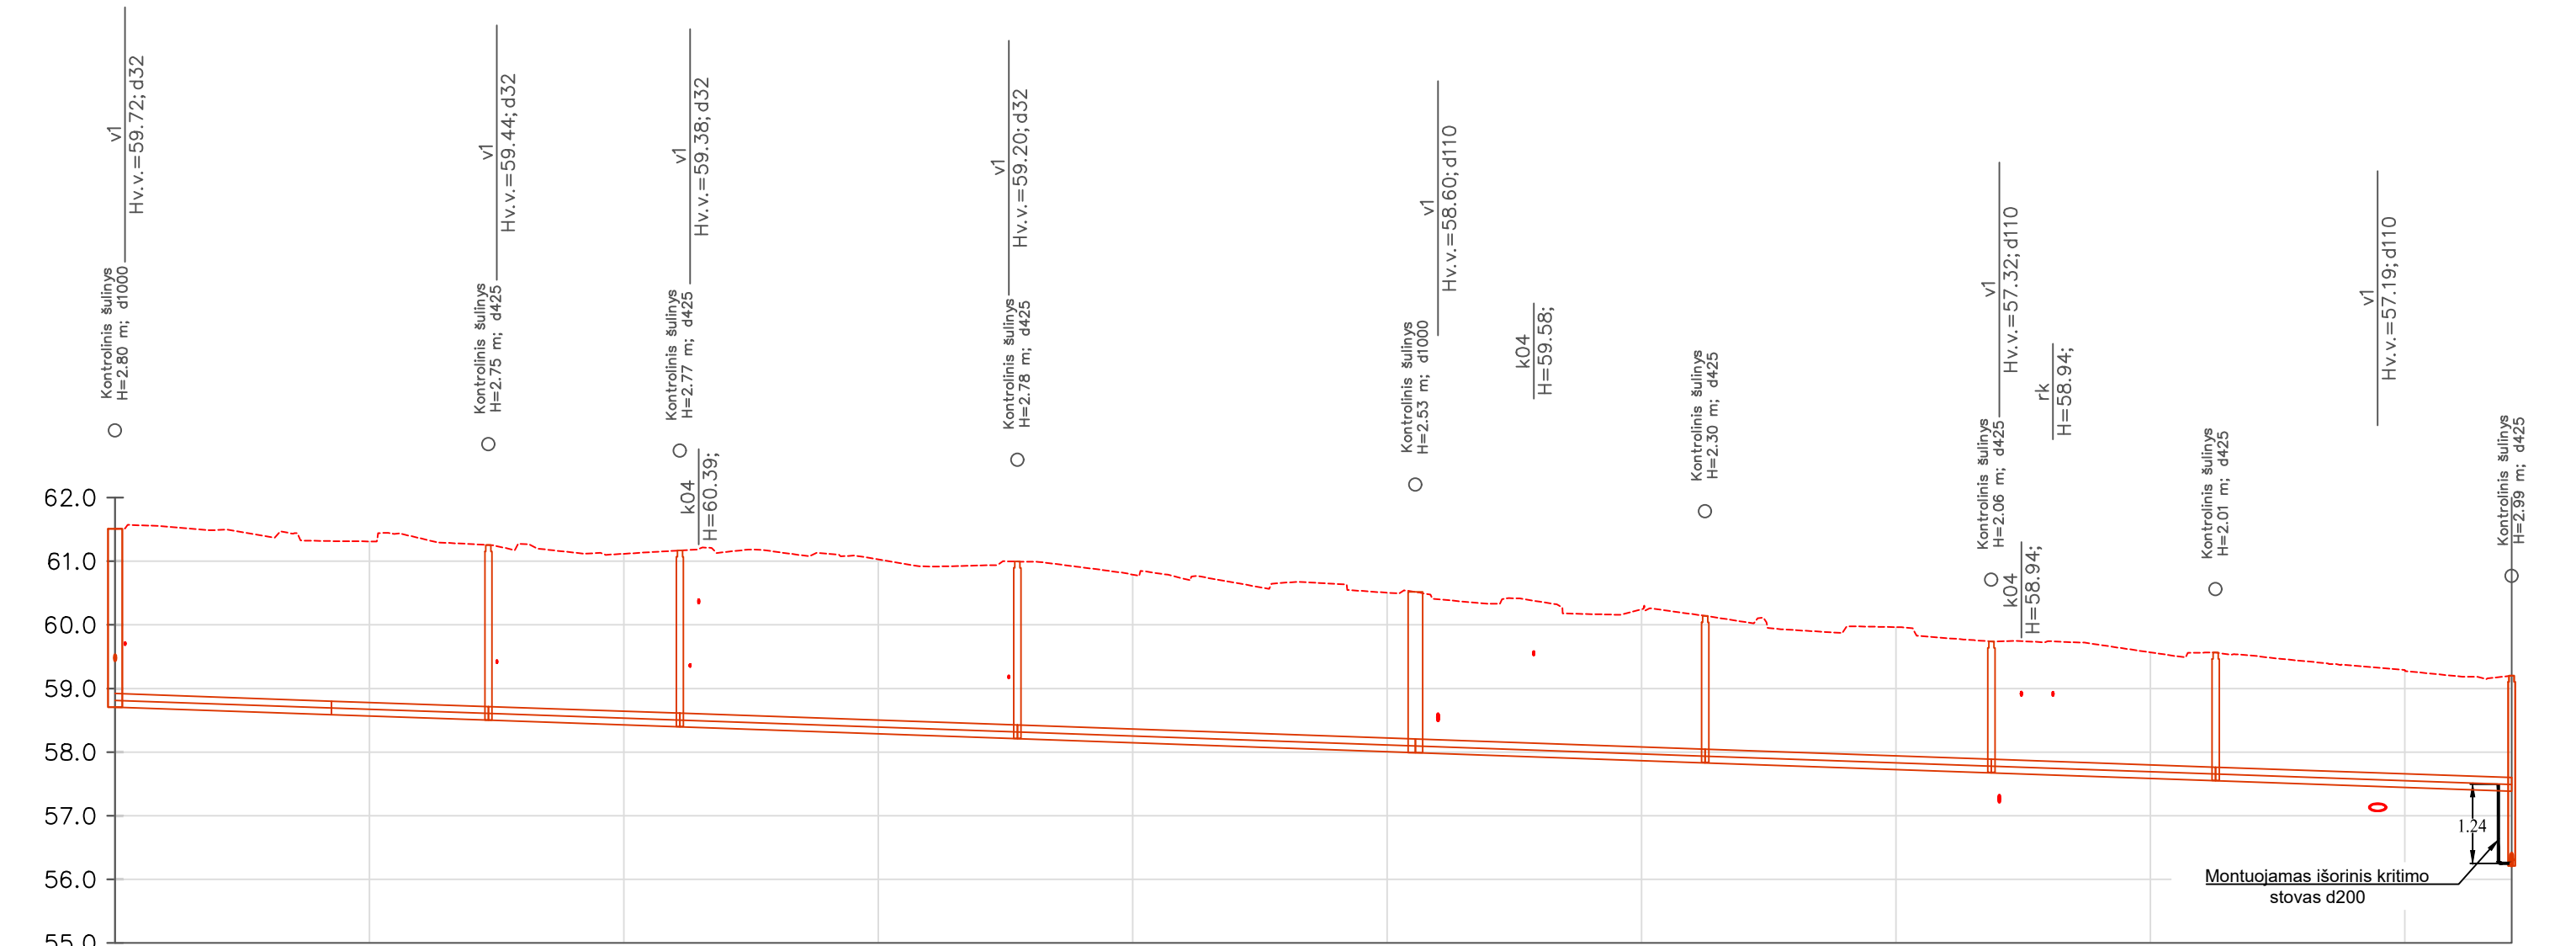 v1
Hv.v.=59.72; d32
Kontrolinis šulinys
H=2.80 m; d1000
v1
Hv.v.=59.44; d32
Kontrolinis šulinys
H=2.75 m; d425
v1
Hv.v.=59.38; d32
Kontrolinis šulinys
H=2.77 m; d425
k04
H=60.39;
v1
Hv.v.=59.20; d32
Kontrolinis šulinys
H=2.78 m; d425
v1
Hv.v.=58.60; d110
Kontrolinis šulinys
H=2.53 m; d1000
k04
H=59.58;
Kontrolinis šulinys
H=2.30 m; d425
v1
Hv.v.=57.32; d110
Kontrolinis šulinys
H=2.06 m; d425
k04
H=58.94;
rk
H=58.94;
Kontrolinis šulinys
H=2.01 m; d425
v1
Hv.v.=57.19; d110
Kontrolinis šulinys
H=2.99 m; d425
62.0
61.0
60.0
59.0
58.0
57.0
56.0
55.0
1.24
Montuojamas išorinis kritimo
stovas d200